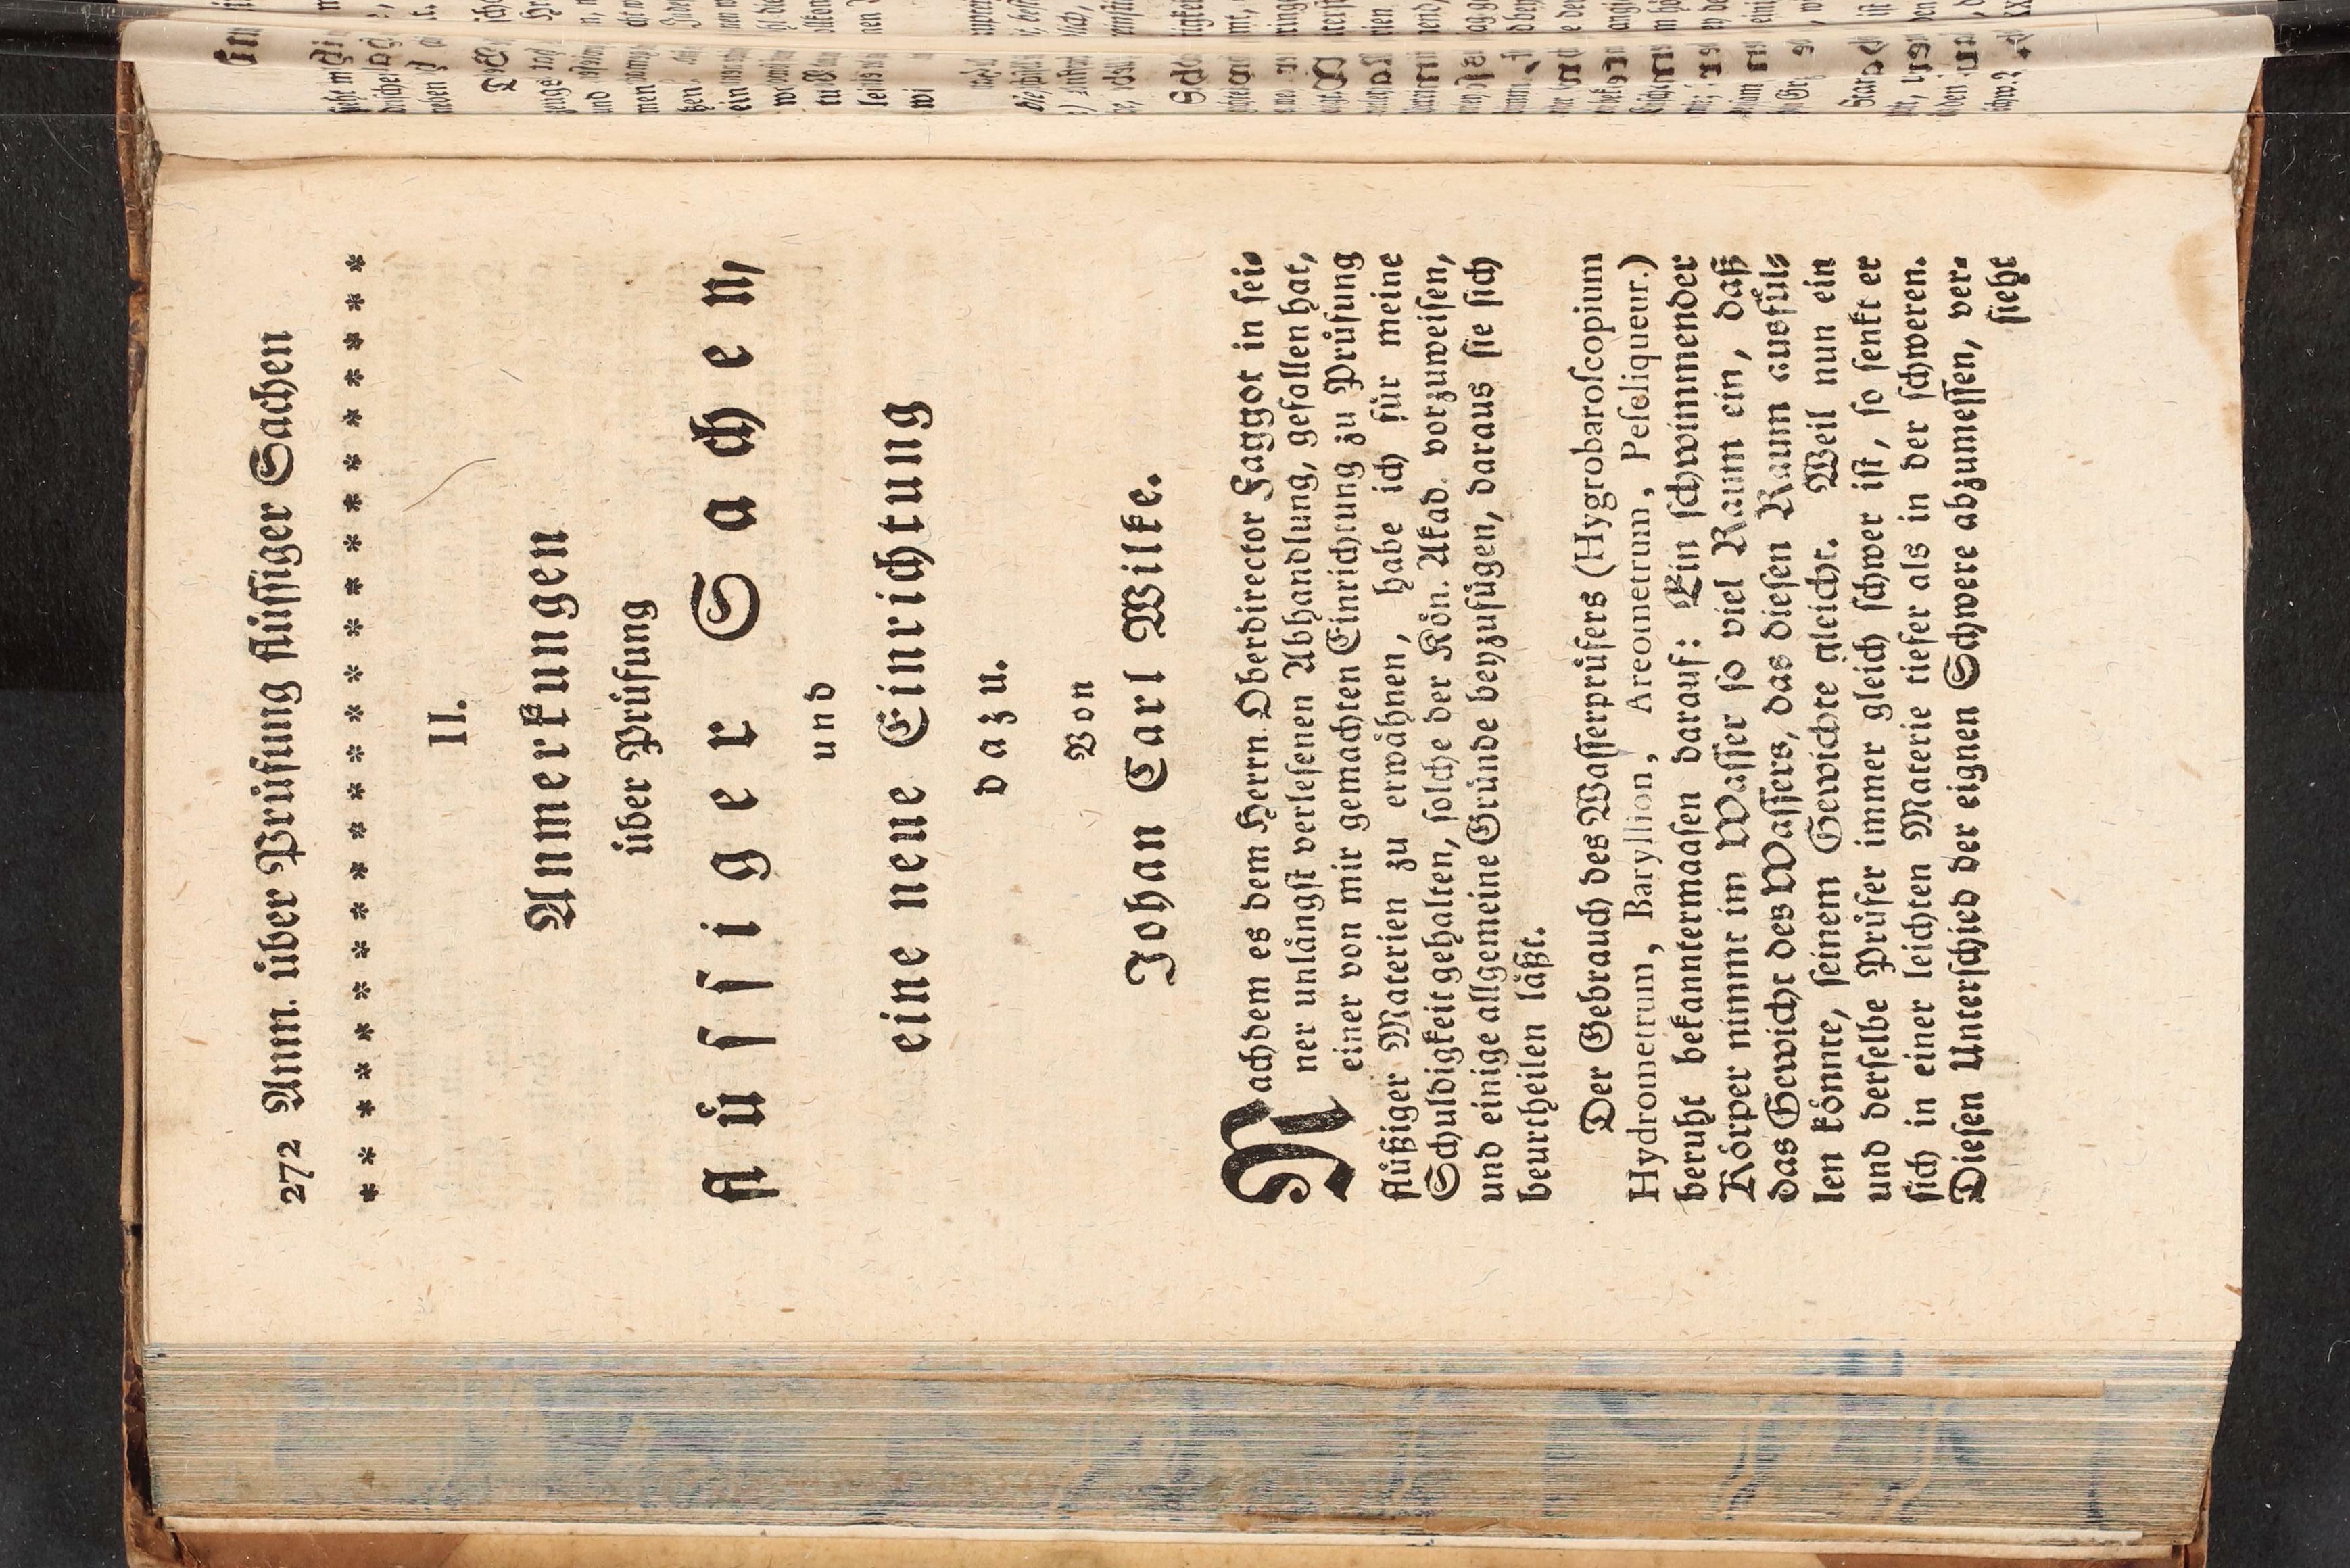 272 Anm. über Prüfung flüſſiger Sachen
* * * * * * * * * * * * * * * * * * * * * * * *
II.
Anmerkungen
über Prüfung
flüſſiger Sachen,
und
eine neue Einrichtung
dazu.
Von
Johan Carl Wilke.
Nachdem es dem Herrn Oberdirector Faggot in ſei-
ner unlängſt verleſenen Abhandlung, gefallen hat,
einer von mir gemachten Einrichtung zu Prüfung
flüßiger Materien zu erwähnen, habe ich für meine
Schuldigkeit gehalten, ſolche der Kön. Akad. vorzuweiſen,
und einige allgemeine Gründe beyzufügen, daraus ſie ſich
beurtheilen läßt.
Der Gebrauch des Waſſerprüfers (Hygrobaroſcopium
Hydrometrum, Baryllion, Areometrum, Peſeliqueur.)
beruht bekanntermaaſen darauf: Ein ſchwimmender
Körper nimmt im Waſſer ſo viel Raum ein, daß
das Gewicht des Waſſers, das dieſen Raum ausfül-
len könnte, ſeinem Gewichte gleicht. Weil nun ein
und derſelbe Prüfer immer gleich ſchwer iſt, ſo ſenkt er
ſich in einer leichten Materie tiefer als in der ſchweren.
Dieſen Unterſchied der eignen Schwere abzumeſſen, ver-
ſieht